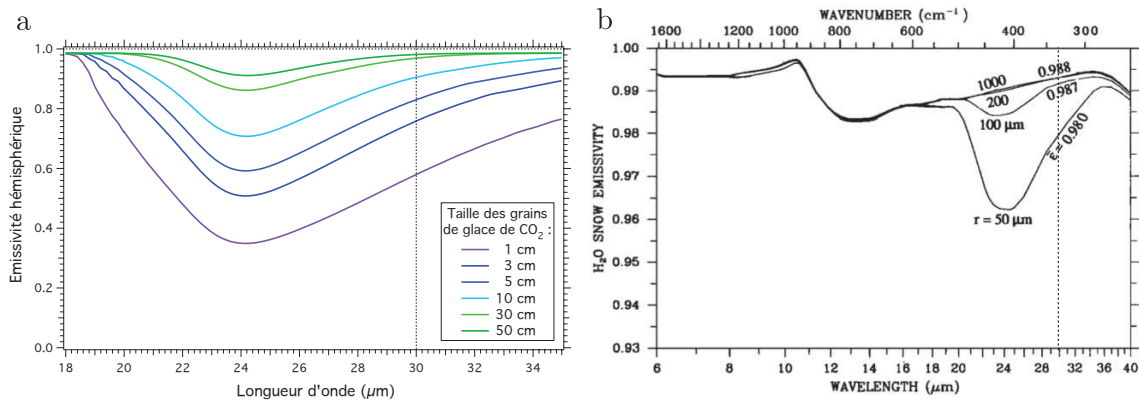 a
1.0
0.8
0.6
0.4
0.2
0.0
Emissivité hémisphérique
18
20
22
24
26
28
30
32
34
Longueur d'onde (µm)
Taille des grains
de glace de CO2 :
1 cm
3 cm
5 cm
10 cm
30 cm
50 cm
b
WAVENUMBER (cm⁻¹)
1600 1200 1000 800 600 400 300
1.00
0.99
0.98
0.97
0.96
0.95
0.94
0.93
H2O SNOW EMISSIVITY
1000
0.988
200
0.987
100 µm
ε̄ = 0.980
r = 50 µm
6 8 10 12 14 16 18 20 24 28 32 36 40
WAVELENGTH (µm)